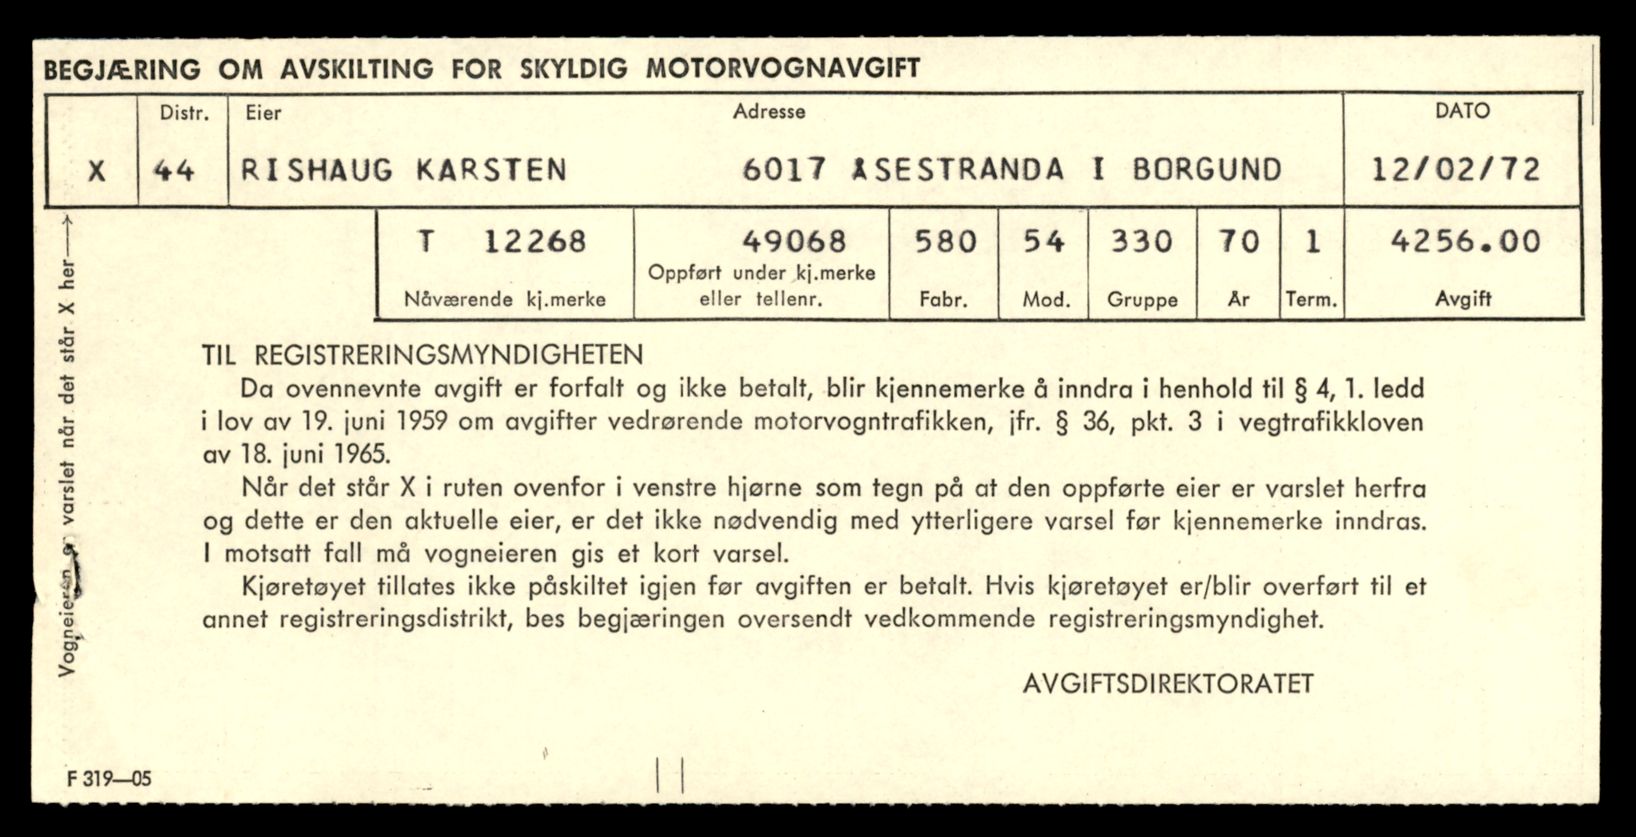 BEGJÆRING OM AVSKILTING FOR SKYLDIG MOTORVOGNAVGIFT
Distr. Eier Adresse DATO
X 44 RISHAUG KARSTEN 6017 ÅSESTRANDA I BORGUND 12/02/72
T 12268 49068 580 54 330 70 1 4256.00
Oppført under kj.merke
Nåværende kj.merke eller tellenr. Fabr. Mod. Gruppe År Term. Avgift
Vogneieren er varslet når det står X her→
TIL REGISTRERINGSMYNDIGHETEN
Da ovennevnte avgift er forfalt og ikke betalt, blir kjennemerke å inndra i henhold til § 4, 1. ledd
i lov av 19. juni 1959 om avgifter vedrørende motorvogntrafikken, jfr. § 36, pkt. 3 i vegtrafikkloven
av 18. juni 1965.
Når det står X i ruten ovenfor i venstre hjørne som tegn på at den oppførte eier er varslet herfra
og dette er den aktuelle eier, er det ikke nødvendig med ytterligere varsel før kjennemerke inndras.
I motsatt fall må vogneieren gis et kort varsel.
Kjøretøyet tillates ikke påskiltet igjen før avgiften er betalt. Hvis kjøretøyet er/blir overført til et
annet registreringsdistrikt, bes begjæringen oversendt vedkommende registreringsmyndighet.
AVGIFTSDIREKTORATET
F 319—05